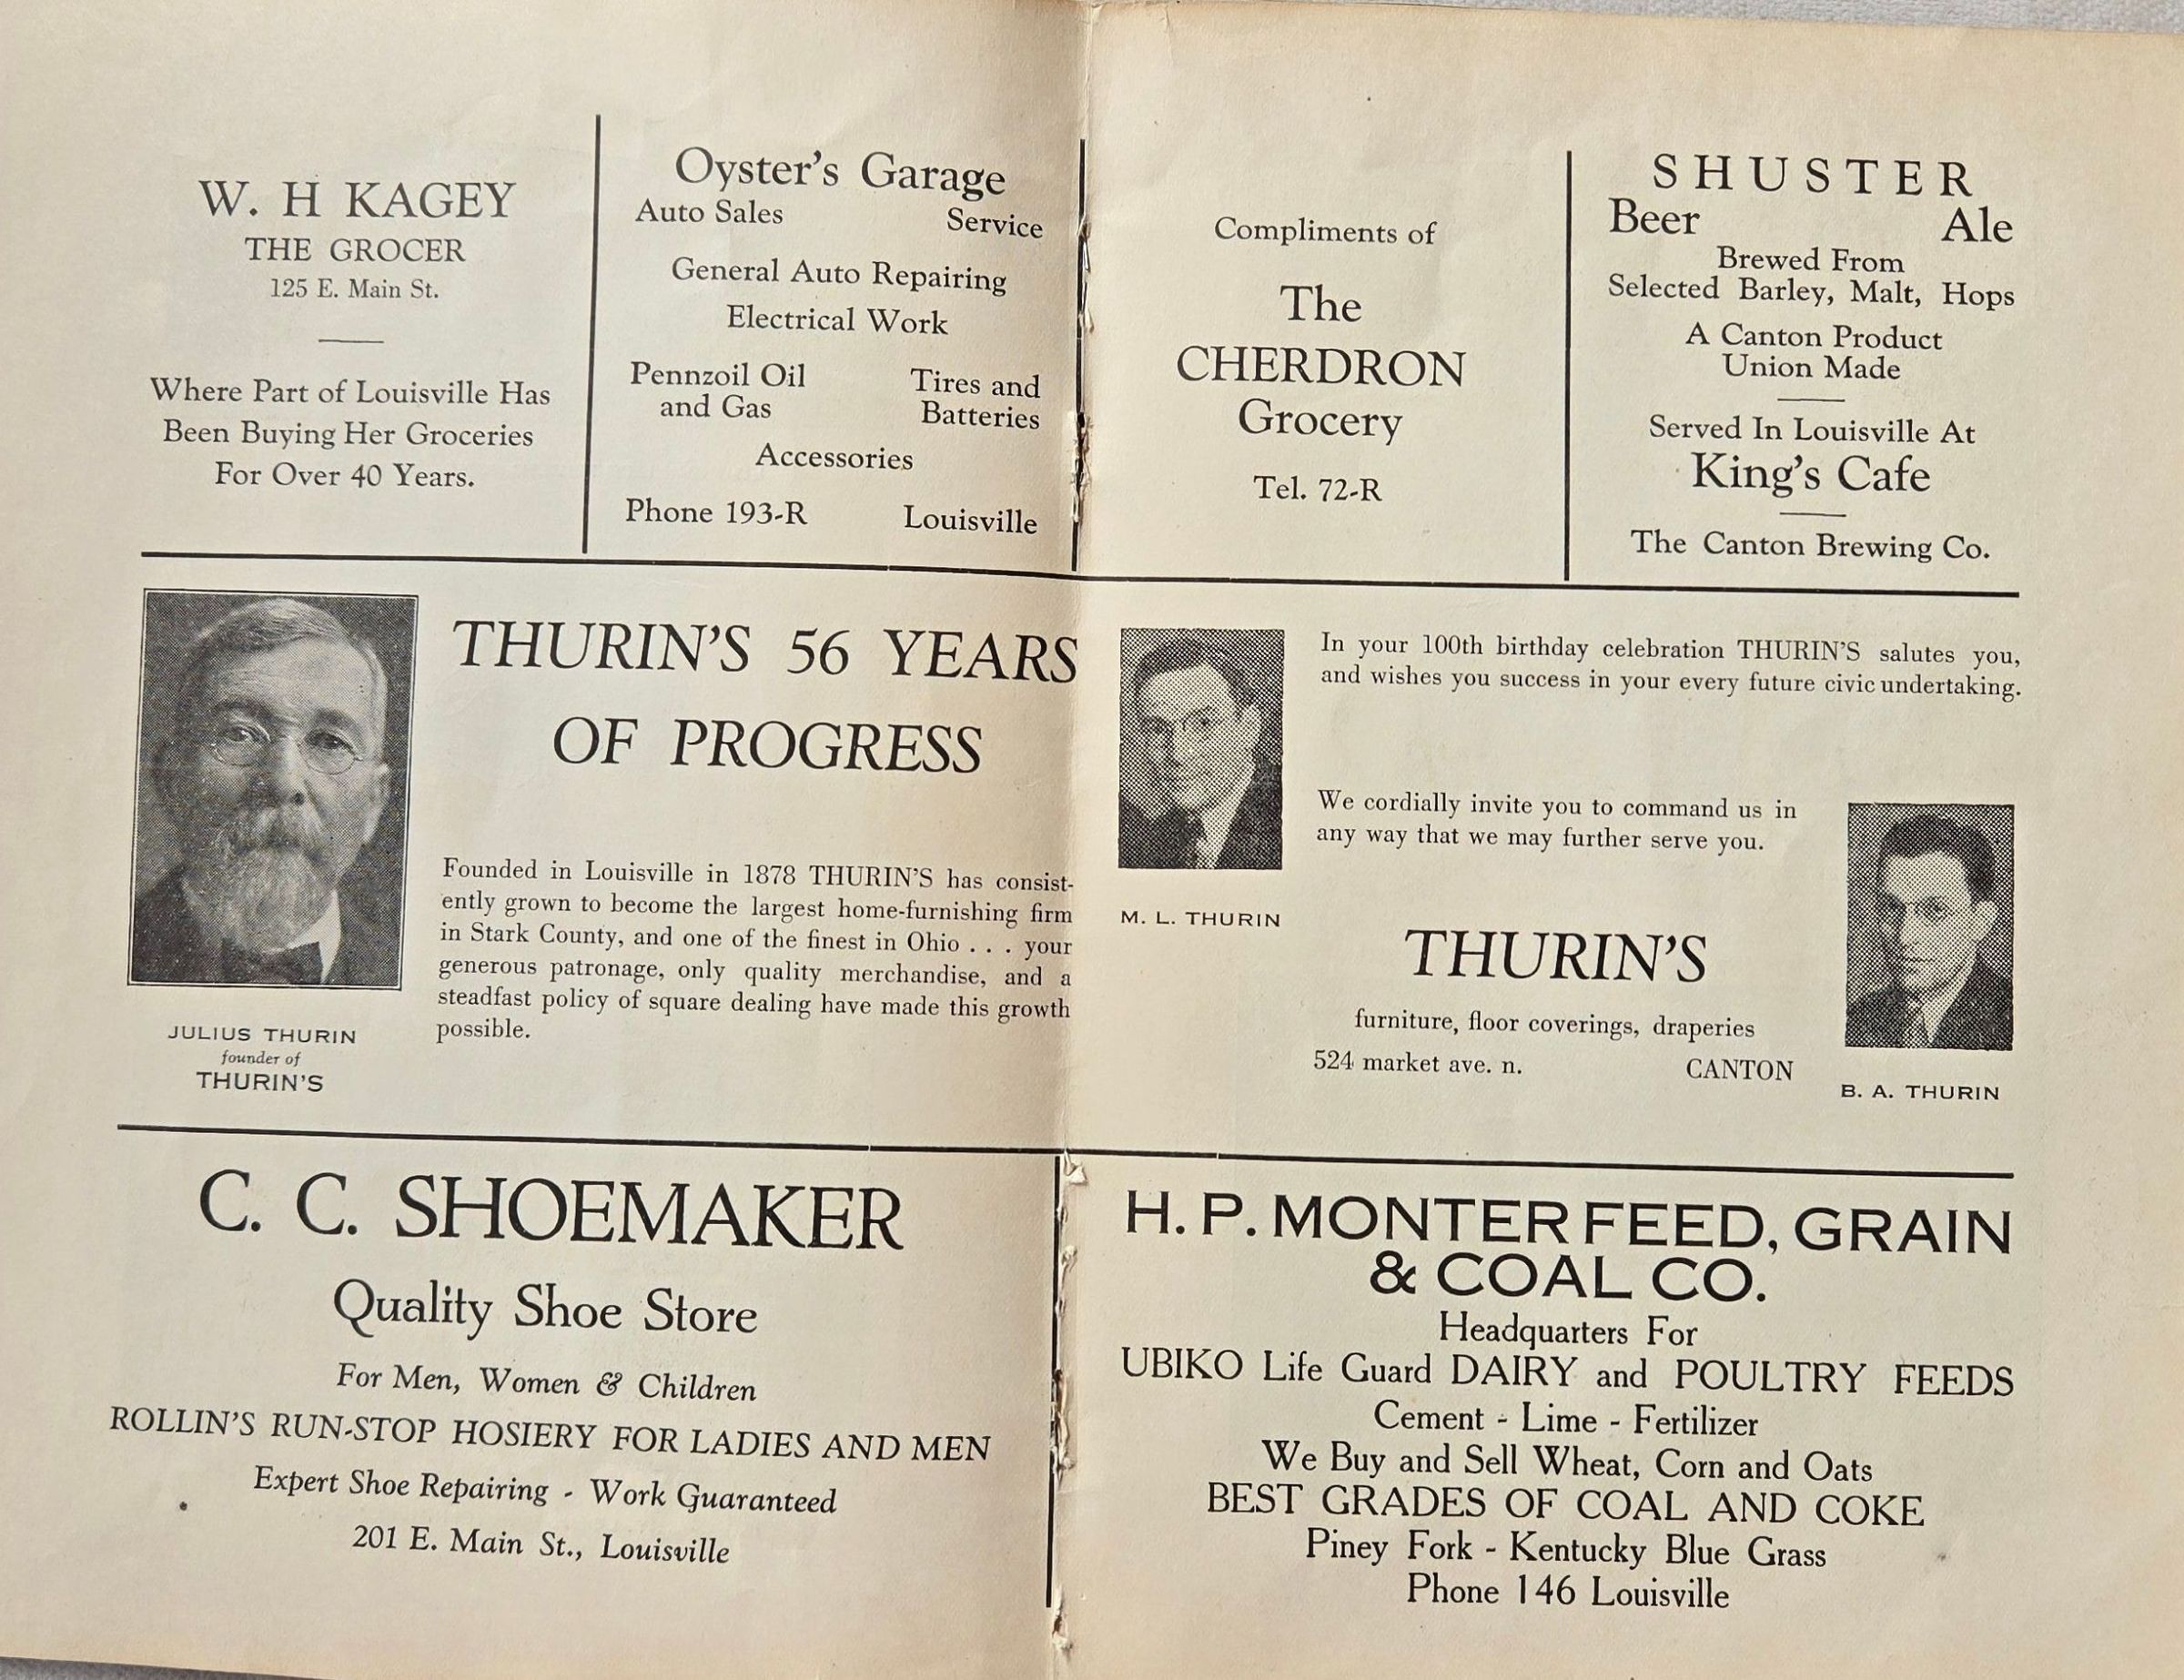 W. H KAGEY
THE GROCER
125 E. Main St.
Where Part of Louisville Has
Been Buying Her Groceries
For Over 40 Years.
Oyster's Garage
Auto Sales Service
General Auto Repairing
Electrical Work
Pennzoil Oil Tires and
and Gas Batteries
Accessories
Phone 193-R Louisville
Compliments of
The
CHERDRON
Grocery
Tel. 72-R
SHUSTER
Beer Ale
Brewed From
Selected Barley, Malt, Hops
A Canton Product
Union Made
Served In Louisville At
King's Cafe
The Canton Brewing Co.
THURIN'S 56 YEARS
OF PROGRESS
Founded in Louisville in 1878 THURIN'S has consist-
ently grown to become the largest home-furnishing firm
in Stark County, and one of the finest in Ohio . . . your
generous patronage, only quality merchandise, and a
steadfast policy of square dealing have made this growth
possible.
JULIUS THURIN
founder of
THURIN'S
In your 100th birthday celebration THURIN'S salutes you,
and wishes you success in your every future civic undertaking.
We cordially invite you to command us in
any way that we may further serve you.
M. L. THURIN
THURIN'S
furniture, floor coverings, draperies
524 market ave. n. CANTON
B. A. THURIN
C. C. SHOEMAKER
Quality Shoe Store
For Men, Women & Children
ROLLIN'S RUN-STOP HOSIERY FOR LADIES AND MEN
Expert Shoe Repairing - Work Guaranteed
201 E. Main St., Louisville
H. P. MONTER FEED, GRAIN
& COAL CO.
Headquarters For
UBIKO Life Guard DAIRY and POULTRY FEEDS
Cement - Lime - Fertilizer
We Buy and Sell Wheat, Corn and Oats
BEST GRADES OF COAL AND COKE
Piney Fork - Kentucky Blue Grass
Phone 146 Louisville